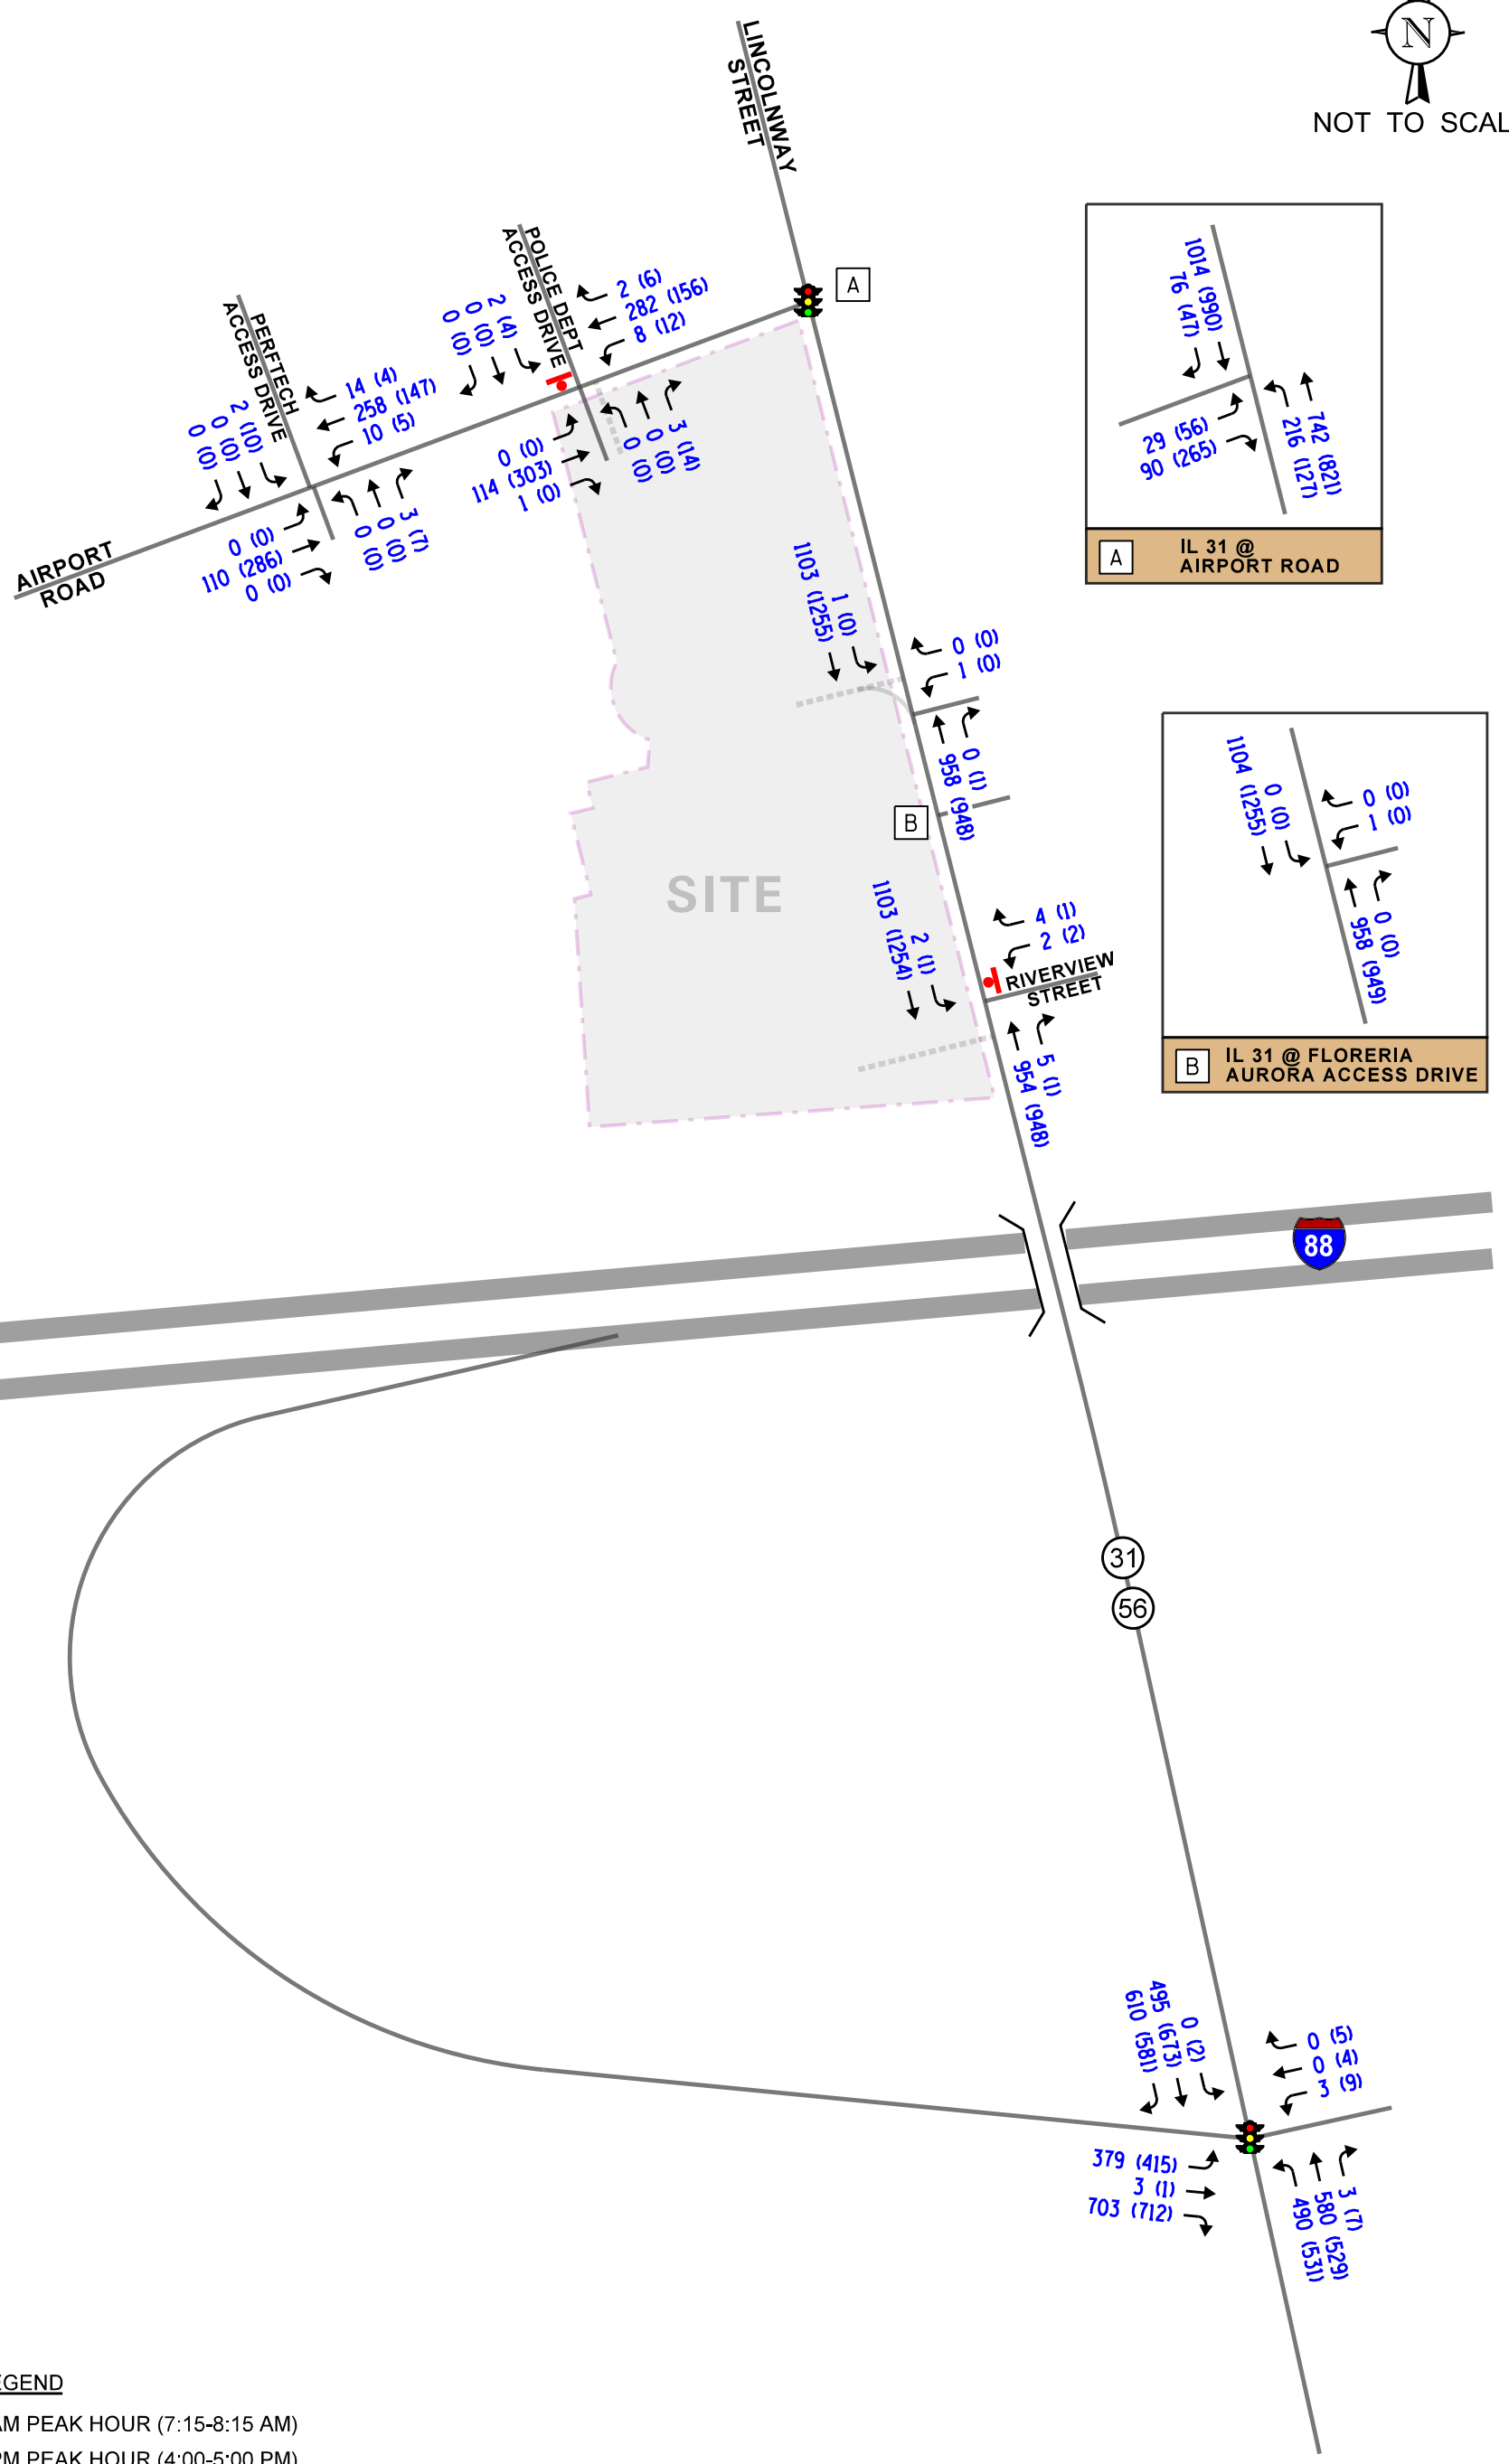 LINCOLNWAY
STREET
N
NOT TO SCAL
A
POLICE DEPT
ACCESS DRIVE
2 (6)
282 (156)
8 (12)
2 (4)
0 (0)
0 (0)
0 (0)
114 (303)
1 (0)
3 (14)
0 (0)
0 (0)
PERFTECH
ACCESS DRIVE
14 (4)
258 (147)
10 (5)
2 (10)
0 (0)
0 (0)
0 (0)
110 (286)
0 (0)
3 (7)
0 (0)
0 (0)
AIRPORT
ROAD
1014 (990)
76 (47)
29 (56)
90 (265)
742 (821)
216 (127)
A
IL 31 @
AIRPORT ROAD
1 (0)
1103 (1255)
0 (0)
1 (0)
0 (1)
958 (948)
B
SITE
2 (1)
1103 (1254)
4 (1)
2 (2)
RIVERVIEW
STREET
5 (1)
954 (948)
0 (0)
1104 (1255)
0 (0)
1 (0)
0 (0)
958 (949)
B
IL 31 @ FLORERIA
AURORA ACCESS DRIVE
88
31
56
0 (2)
495 (673)
610 (581)
0 (5)
0 (4)
3 (9)
379 (415)
3 (1)
703 (712)
3 (7)
580 (529)
490 (531)
EGEND
AM PEAK HOUR (7:15-8:15 AM)
PM PEAK HOUR (4:00-5:00 PM)